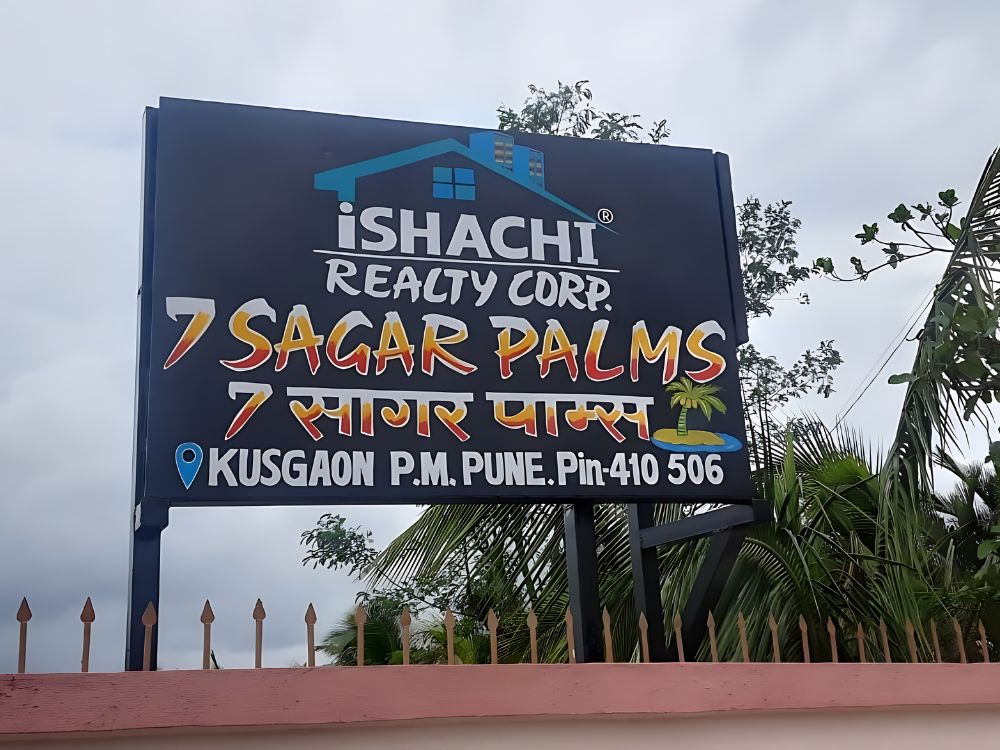 iSHACHI ®
REALTY CORP.
7 SAGAR PALMS
7 सागर पाम्स
KUSGAON P.M. PUNE. Pin-410 506